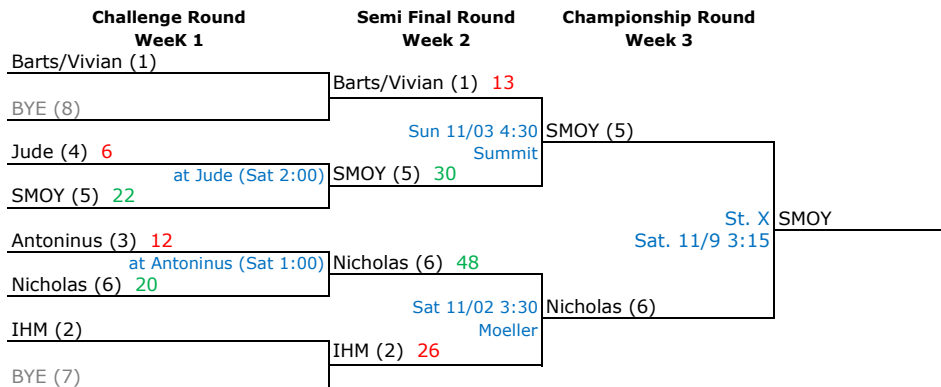 Challenge Round
WeeK 1
Semi Final Round
Week 2
Championship Round
Week 3
Barts/Vivian (1)
Barts/Vivian (1) 13
BYE (8)
Sun 11/03 4:30
Summit
SMOY (5)
Jude (4) 6
at Jude (Sat 2:00)
SMOY (5) 30
SMOY (5) 22
St. X
Sat. 11/9 3:15
SMOY
Antoninus (3) 12
at Antoninus (Sat 1:00)
Nicholas (6) 48
Nicholas (6) 20
Sat 11/02 3:30
Moeller
Nicholas (6)
IHM (2)
IHM (2) 26
BYE (7)